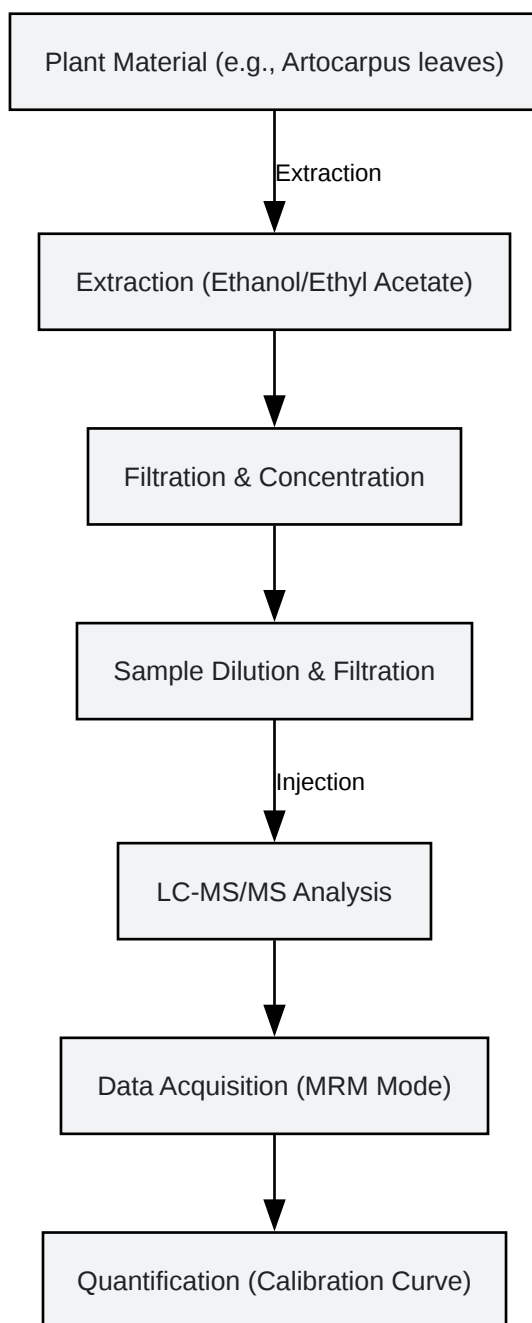 Plant Material (e.g., Artocarpus leaves)
Extraction
Extraction (Ethanol/Ethyl Acetate)
Filtration & Concentration
Sample Dilution & Filtration
Injection
LC-MS/MS Analysis
Data Acquisition (MRM Mode)
Quantification (Calibration Curve)